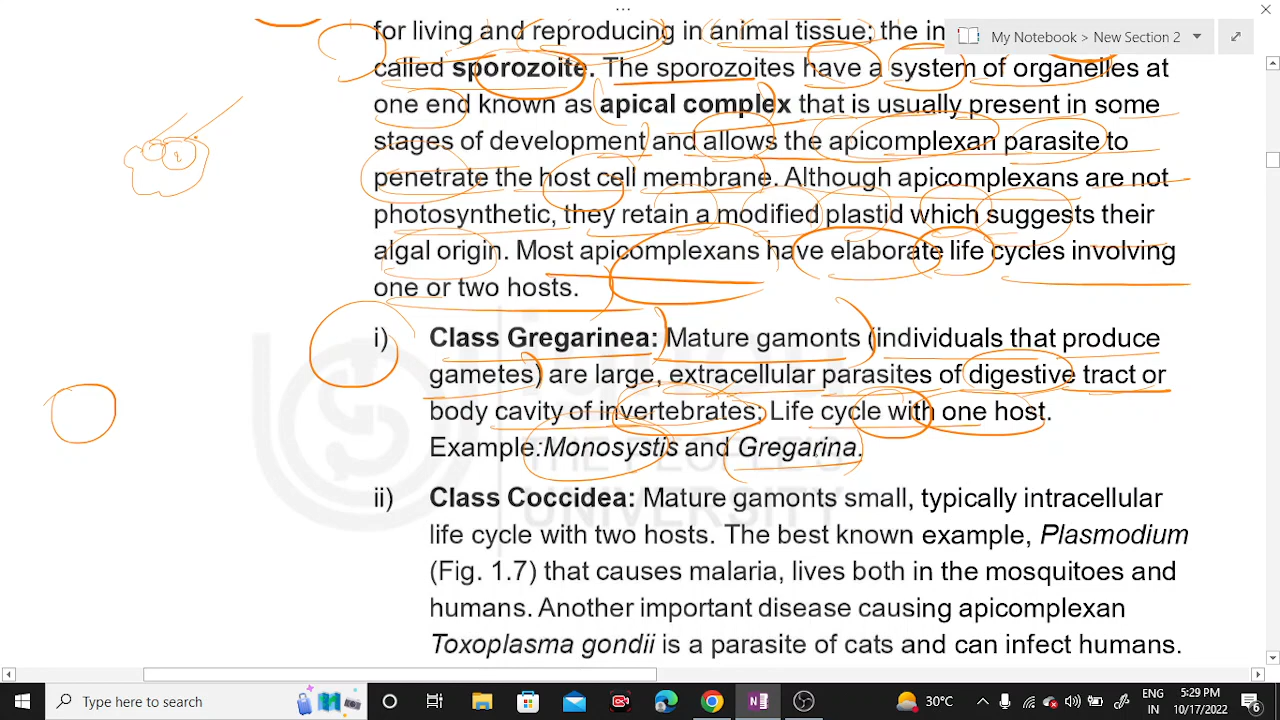 ...
My Notebook > New Section 2
for living and reproducing in animal tissue; the in
called sporozoite. The sporozoites have a system of organelles at
one end known as apical complex that is usually present in some
stages of development and allows the apicomplexan parasite to
penetrate the host cell membrane. Although apicomplexans are not
photosynthetic, they retain a modified plastid which suggests their
algal origin. Most apicomplexans have elaborate life cycles involving
one or two hosts.
i) Class Gregarinea: Mature gamonts (individuals that produce
gametes) are large, extracellular parasites of digestive tract or
body cavity of invertebrates. Life cycle with one host.
Example:Monosystis and Gregarina.
THE PEOPLE'S
UNIVERSITY
ii) Class Coccidea: Mature gamonts small, typically intracellular
life cycle with two hosts. The best known example, Plasmodium
(Fig. 1.7) that causes malaria, lives both in the mosquitoes and
humans. Another important disease causing apicomplexan
Toxoplasma gondii is a parasite of cats and can infect humans.
Type here to search
30°C
ENG
IN
5:29 PM
10/17/2022
6